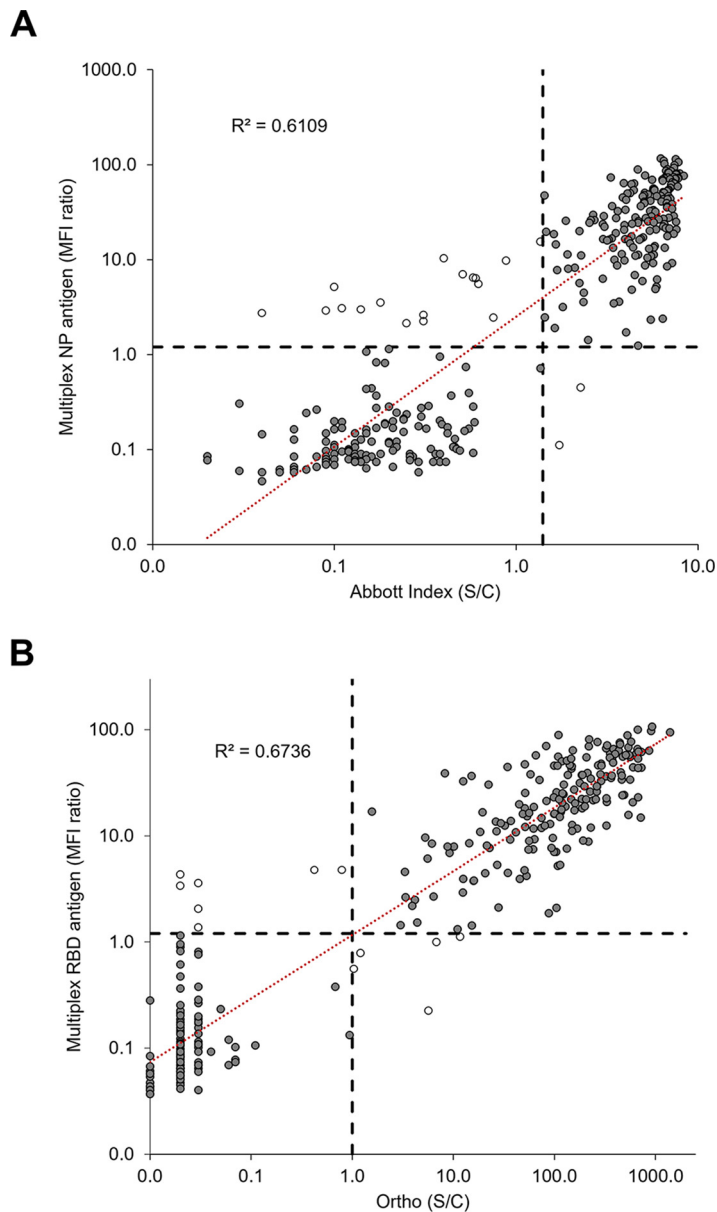 A
1000.0
R² = 0.6109
100.0
10.0
1.0
0.1
0.0
Multiplex NP antigen (MFI ratio)
0.0 0.1 1.0 10.0
Abbott Index (S/C)
B
100.0
R² = 0.6736
10.0
1.0
0.1
0.0
Multiplex RBD antigen (MFI ratio)
0.0 0.1 1.0 10.0 100.0 1000.0
Ortho (S/C)